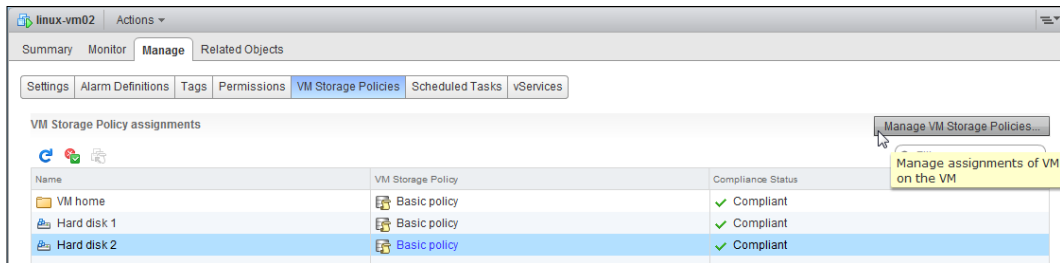 linux-vm02 Actions
Summary Monitor Manage Related Objects
Settings Alarm Definitions Tags Permissions VM Storage Policies Scheduled Tasks vServices
VM Storage Policy assignments
Manage VM Storage Policies...
Manage assignments of VM
on the VM
Name VM Storage Policy Compliance Status
VM home Basic policy Compliant
Hard disk 1 Basic policy Compliant
Hard disk 2 Basic policy Compliant